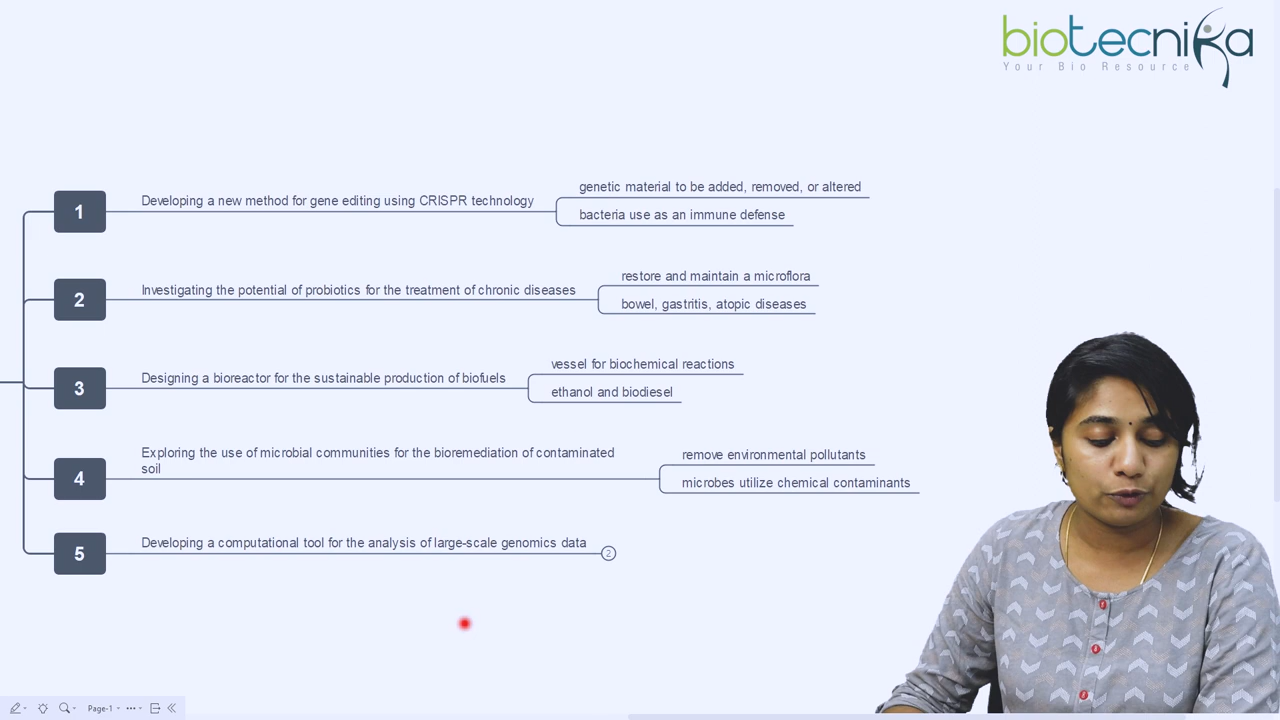 biotecnika
Your Bio Resource
1
Developing a new method for gene editing using CRISPR technology
genetic material to be added, removed, or altered
bacteria use as an immune defense
2
Investigating the potential of probiotics for the treatment of chronic diseases
restore and maintain a microflora
bowel, gastritis, atopic diseases
3
Designing a bioreactor for the sustainable production of biofuels
vessel for biochemical reactions
ethanol and biodiesel
4
Exploring the use of microbial communities for the bioremediation of contaminated
soil
remove environmental pollutants
microbes utilize chemical contaminants
5
Developing a computational tool for the analysis of large-scale genomics data
2
Page-1